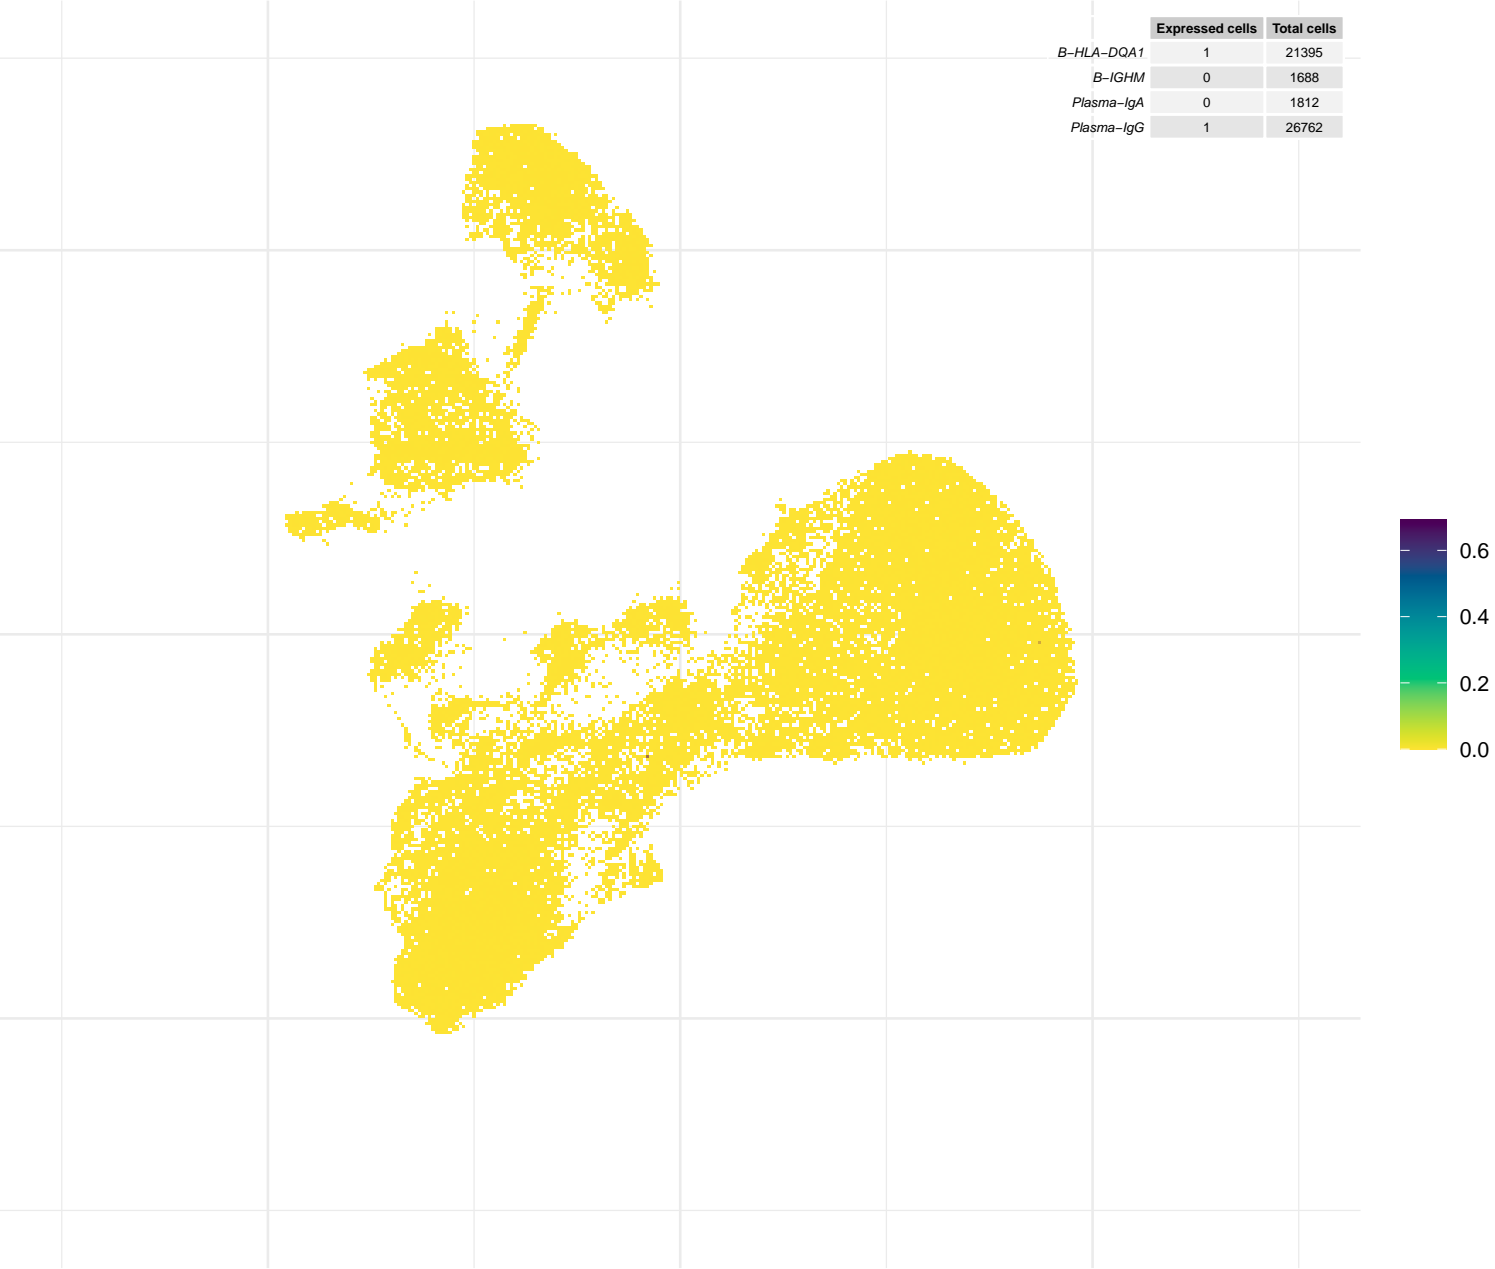 Expressed cells Total cells
B−HLA−DQA1 1 21395
B−IGHM 0 1688
Plasma−IgA 0 1812
Plasma−IgG 1 26762
0.6
0.4
0.2
0.0